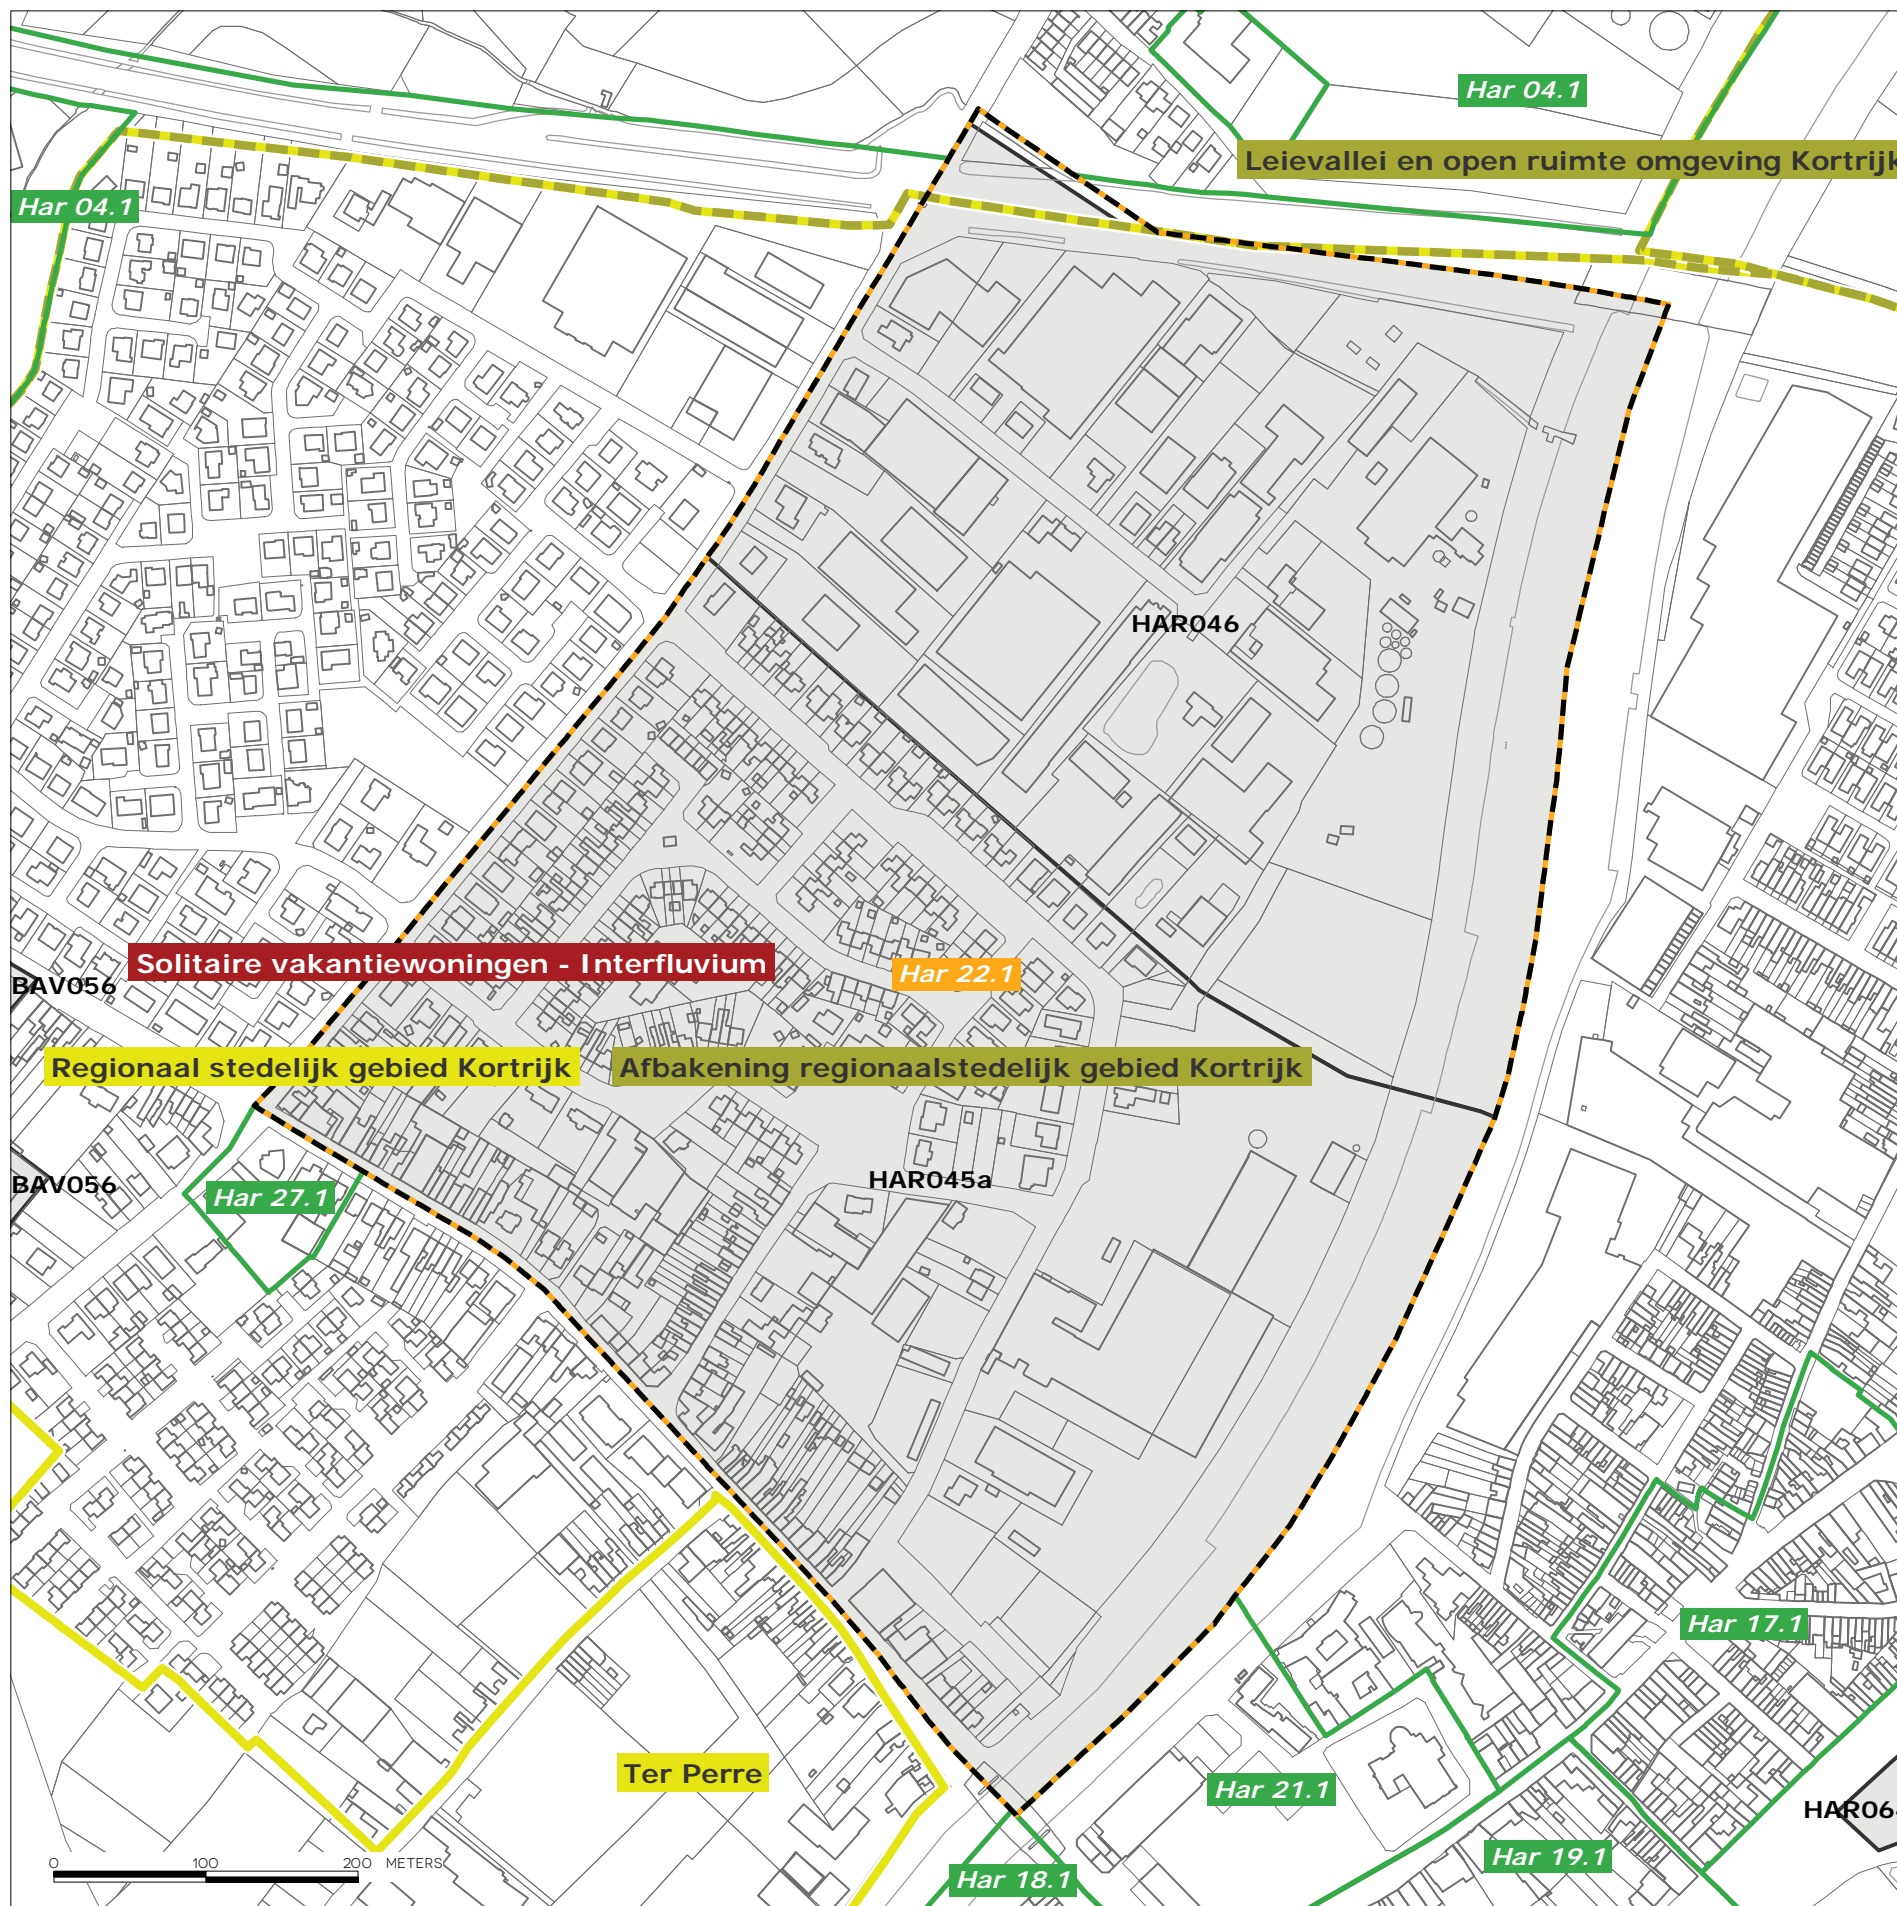 Har 04.1
Leievallei en open ruimte omgeving Kortrijk
Har 04.1
HAR046
Solitaire vakantiewoningen - Interfluvium
Har 22.1
BAV056
Regionaal stedelijk gebied Kortrijk
Afbakening regionaalstedelijk gebied Kortrijk
HAR045a
BAV056
Har 27.1
Har 17.1
Ter Perre
Har 21.1
HAR064
Har 19.1
0 100 200 METERS
Har 18.1